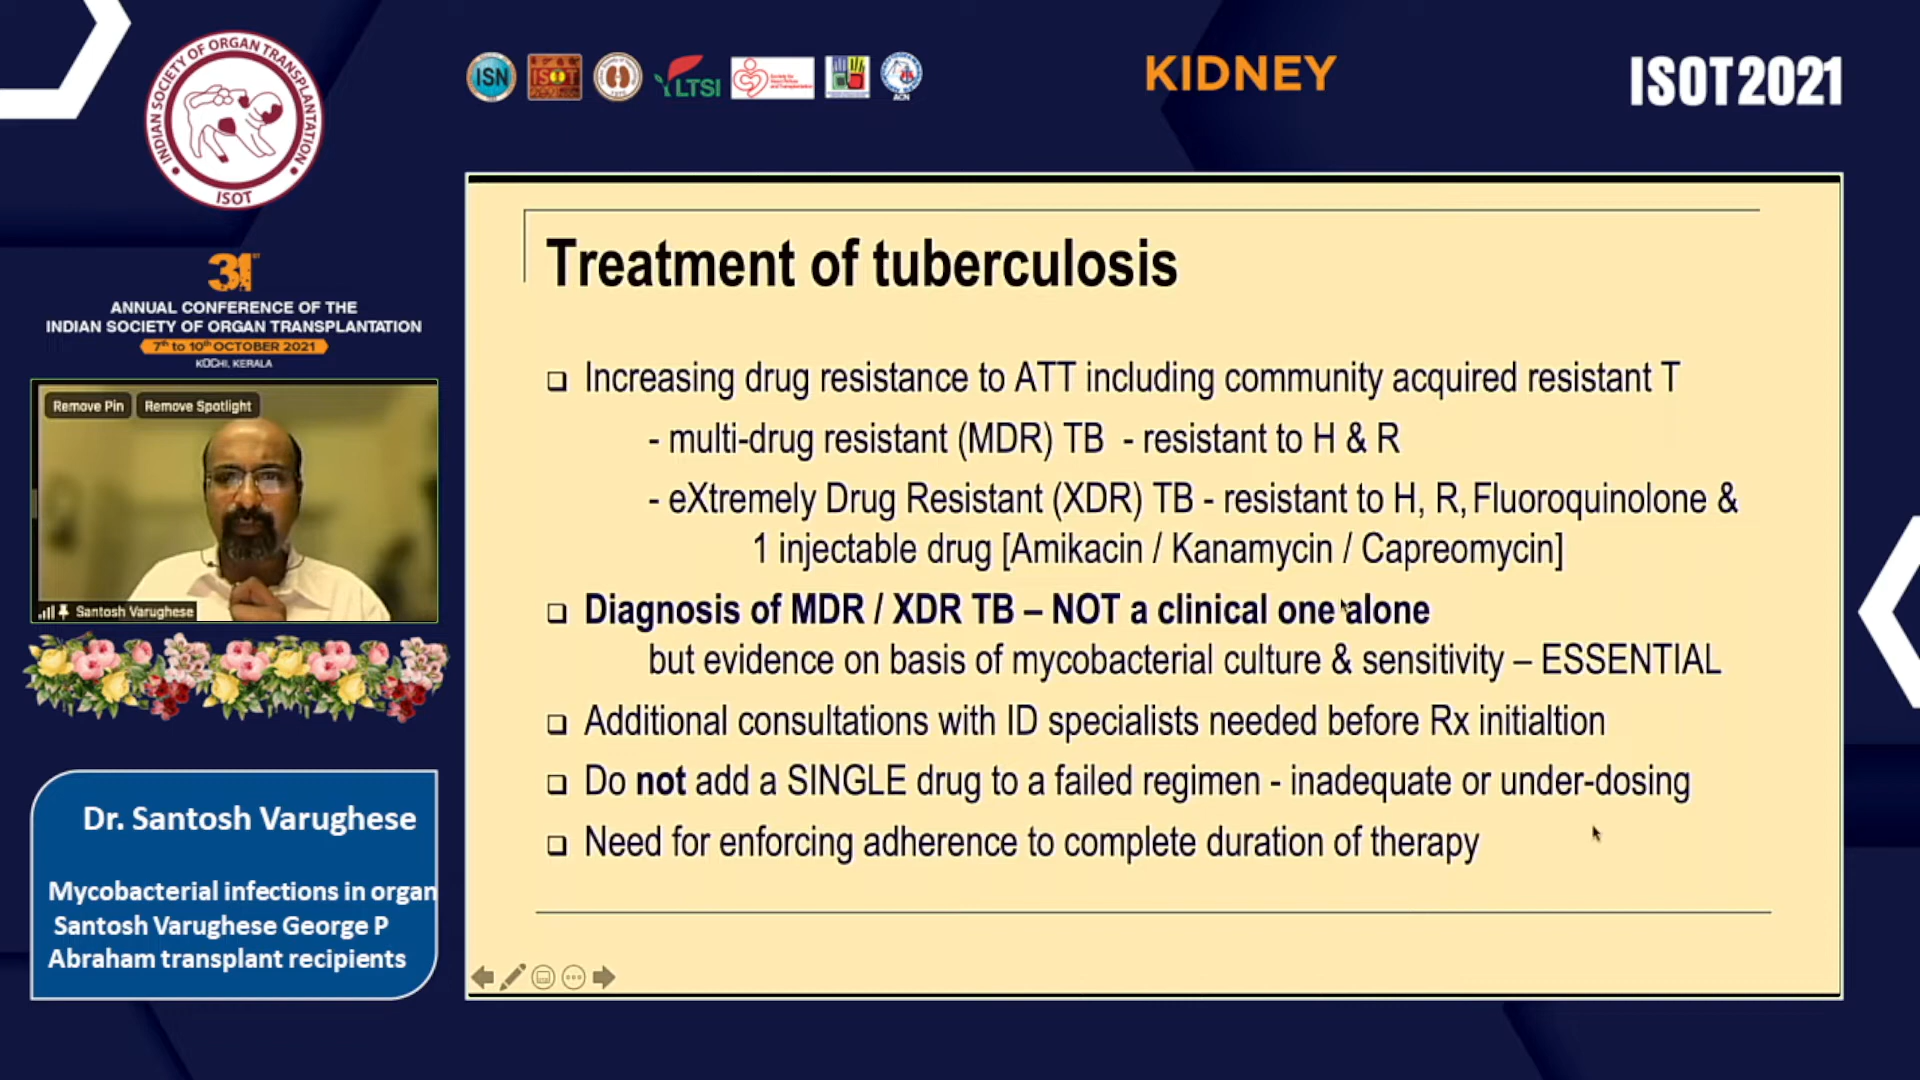 INDIAN SOCIETY OF ORGAN TRANSPLANTATION
ISOT
ISN
ISOT
LTSI
ACN
KIDNEY
ISOT2021
31ST
ANNUAL CONFERENCE OF THE
INDIAN SOCIETY OF ORGAN TRANSPLANTATION
7th to 10th OCTOBER 2021
KOCHI, KERALA
Remove Pin
Remove Spotlight
Santosh Varughese
Dr. Santosh Varughese
Mycobacterial infections in organ
Santosh Varughese George P
Abraham transplant recipients
Treatment of tuberculosis
Increasing drug resistance to ATT including community acquired resistant T
- multi-drug resistant (MDR) TB - resistant to H & R
- eXtremely Drug Resistant (XDR) TB - resistant to H, R, Fluoroquinolone &
1 injectable drug [Amikacin / Kanamycin / Capreomycin]
Diagnosis of MDR / XDR TB – NOT a clinical one alone
but evidence on basis of mycobacterial culture & sensitivity – ESSENTIAL
Additional consultations with ID specialists needed before Rx initialtion
Do not add a SINGLE drug to a failed regimen - inadequate or under-dosing
Need for enforcing adherence to complete duration of therapy